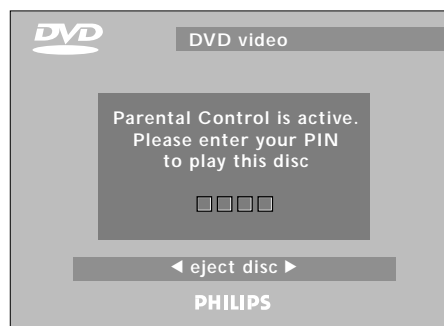 DVD
DVD video
Parental Control is active.
Please enter your PIN
to play this disc
◀ eject disc ▶
PHILIPS